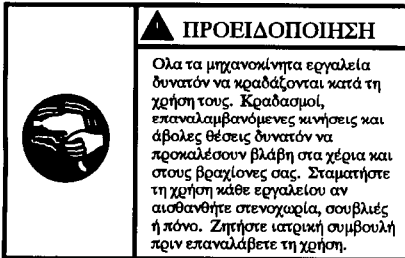 ΠΡΟΕΙΔΟΠΟΙΗΣΗ
Ολα τα μηχανοκίνητα εργαλεία
δυνατόν να κραδάζονται κατά τη
χρήση τους. Κραδασμοί,
επαναλαμβανόμενες κινήσεις και
άβολες θέσεις δυνατόν να
προκαλέσουν βλάβη στα χέρια και
στους βραχίονες σας. Σταματήστε
τη χρήση κάθε εργαλείου αν
αισθανθήτε στενοχωρία, σουβλιές
ή πόνο. Ζητήστε ιατρική συμβουλή
πριν επαναλάβετε τη χρήση.